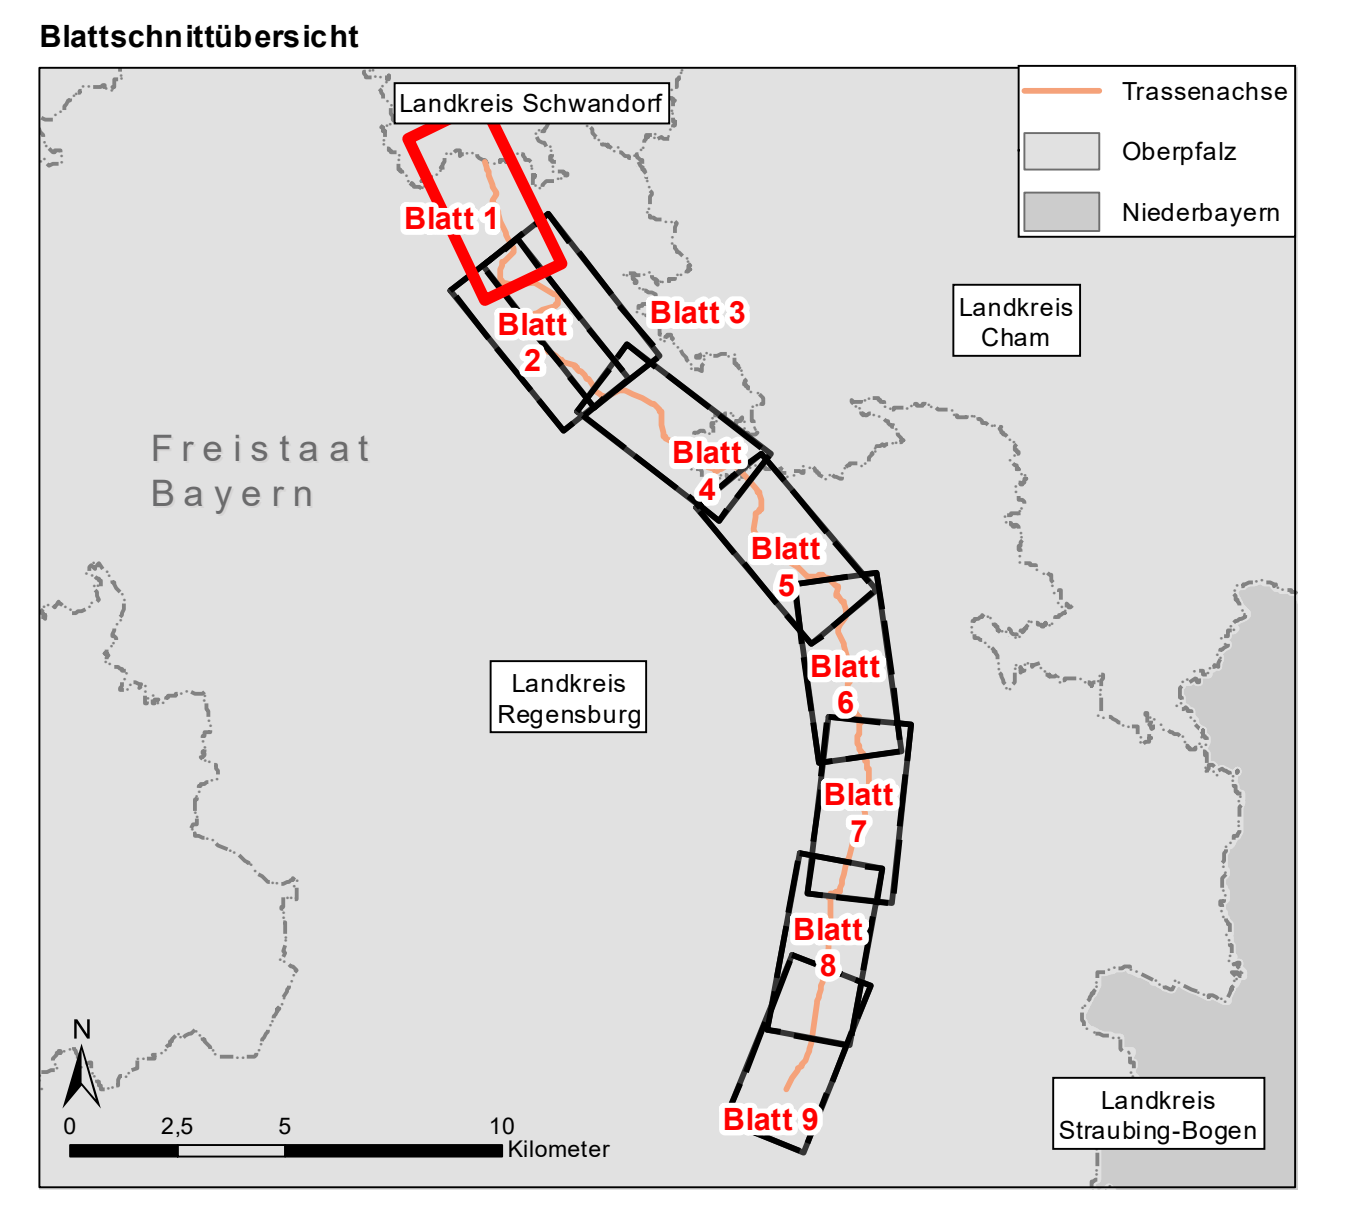 Blattschnittübersicht
Landkreis Schwandorf
Trassenachse
Oberpfalz
Niederbayern
Blatt 1
Blatt
2
Blatt 3
Landkreis
Cham
Freistaat
Bayern
Blatt
4
Blatt
5
Landkreis
Regensburg
Blatt
6
Blatt
7
Blatt
8
Blatt 9
N
0 2,5 5 10
Kilometer
Landkreis
Straubing-Bogen